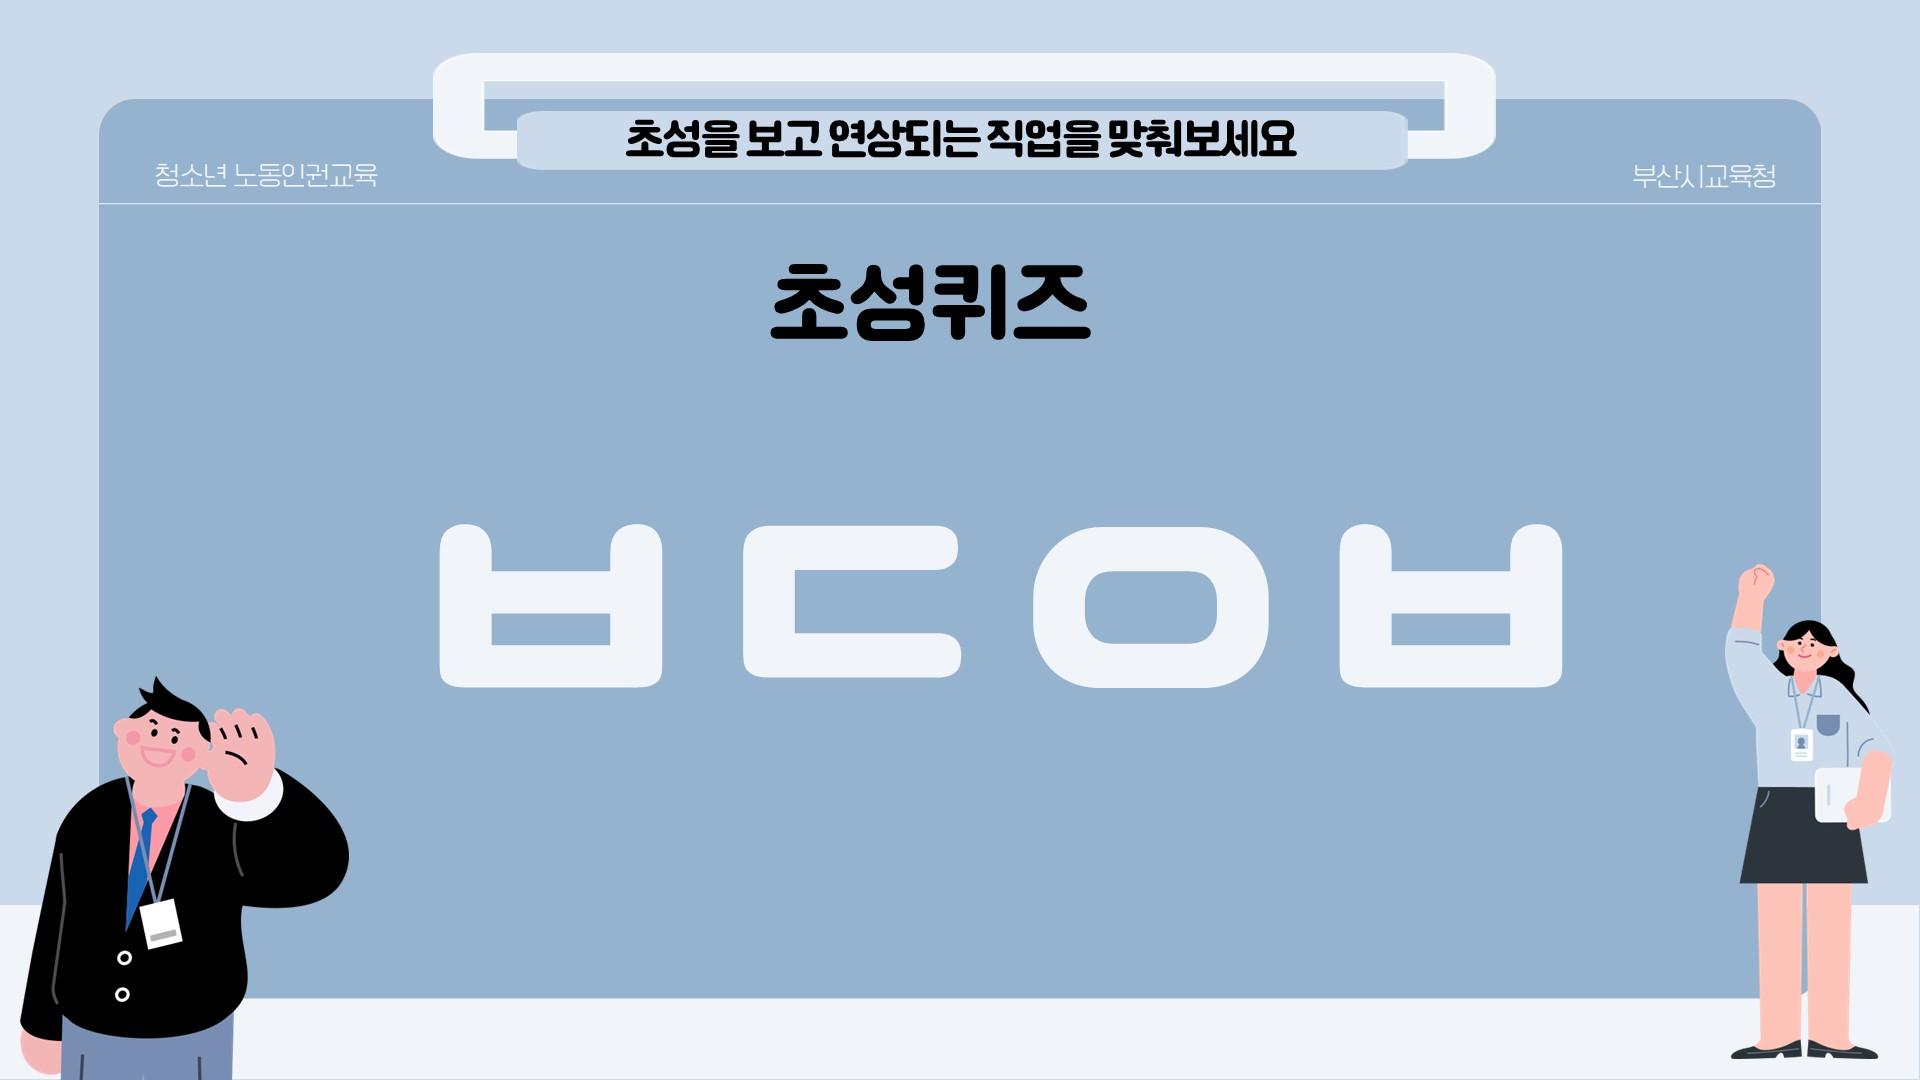 초성을 보고 연상되는 직업을 맞춰보세요
청소년 노동인권교육
부산시교육청
초성퀴즈
ㅂㄷㅇㅂ